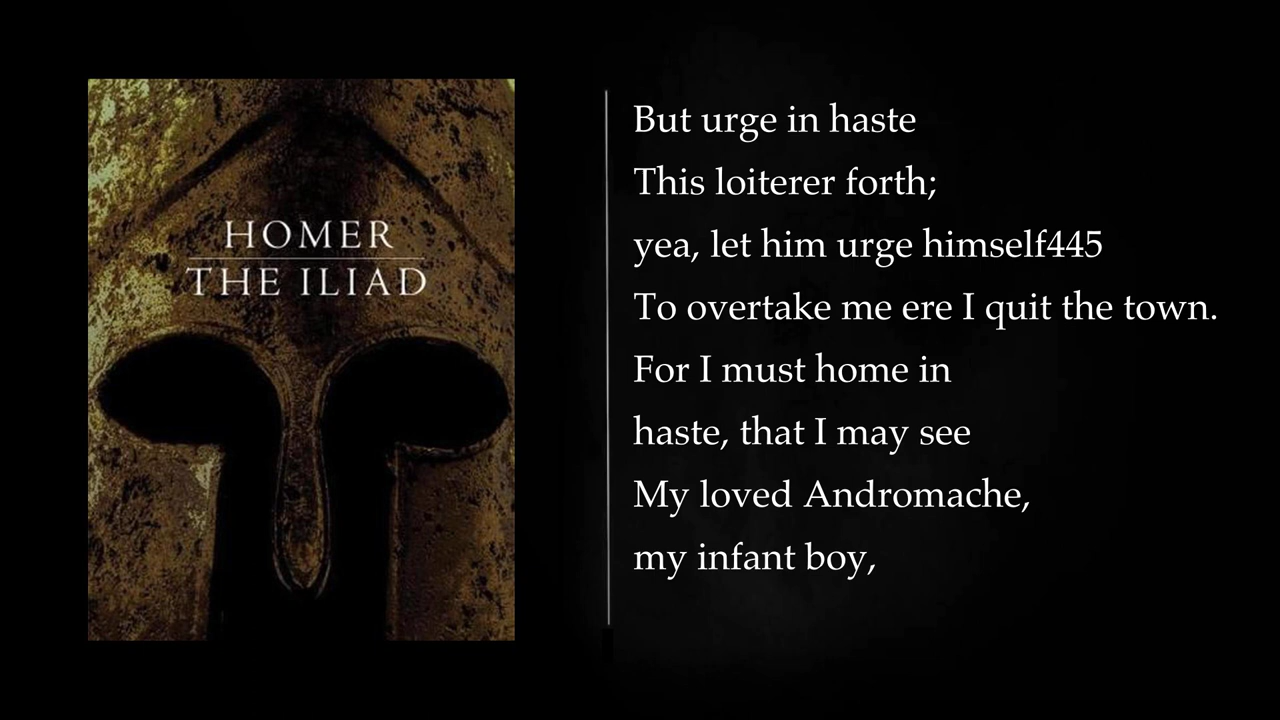 HOMER
THE ILIAD
But urge in haste
This loiterer forth;
yea, let him urge himself445
To overtake me ere I quit the town.
For I must home in
haste, that I may see
My loved Andromache,
my infant boy,